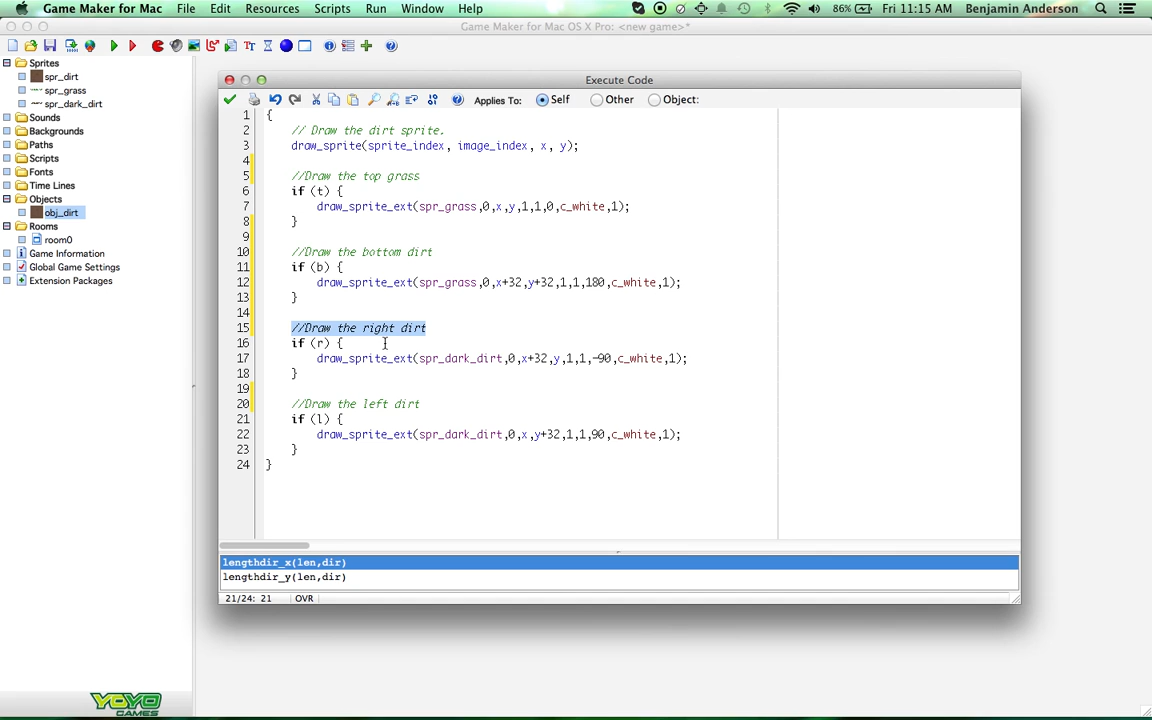 Game Maker for Mac File Edit Resources Scripts Run Window Help 86% Fri 11:15 AM Benjamin Anderson
Game Maker for Mac OS X Pro: <new game>*
Sprites
spr_dirt
spr_grass
spr_dark_dirt
Sounds
Backgrounds
Paths
Scripts
Fonts
Time Lines
Objects
obj_dirt
Rooms
room0
Game Information
Global Game Settings
Extension Packages
YOYO
GAMES
Execute Code
Applies To: Self Other Object:
1 {
2 // Draw the dirt sprite.
3 draw_sprite(sprite_index, image_index, x, y);
4
5 //Draw the top grass
6 if (t) {
7 draw_sprite_ext(spr_grass,0,x,y,1,1,0,c_white,1);
8 }
9
10 //Draw the bottom dirt
11 if (b) {
12 draw_sprite_ext(spr_grass,0,x+32,y+32,1,1,180,c_white,1);
13 }
14
15 //Draw the right dirt
16 if (r) {
17 draw_sprite_ext(spr_dark_dirt,0,x+32,y,1,1,-90,c_white,1);
18 }
19
20 //Draw the left dirt
21 if (l) {
22 draw_sprite_ext(spr_dark_dirt,0,x,y+32,1,1,90,c_white,1);
23 }
24 }
lengthdir_x(len,dir)
lengthdir_y(len,dir)
21/24: 21 OVR